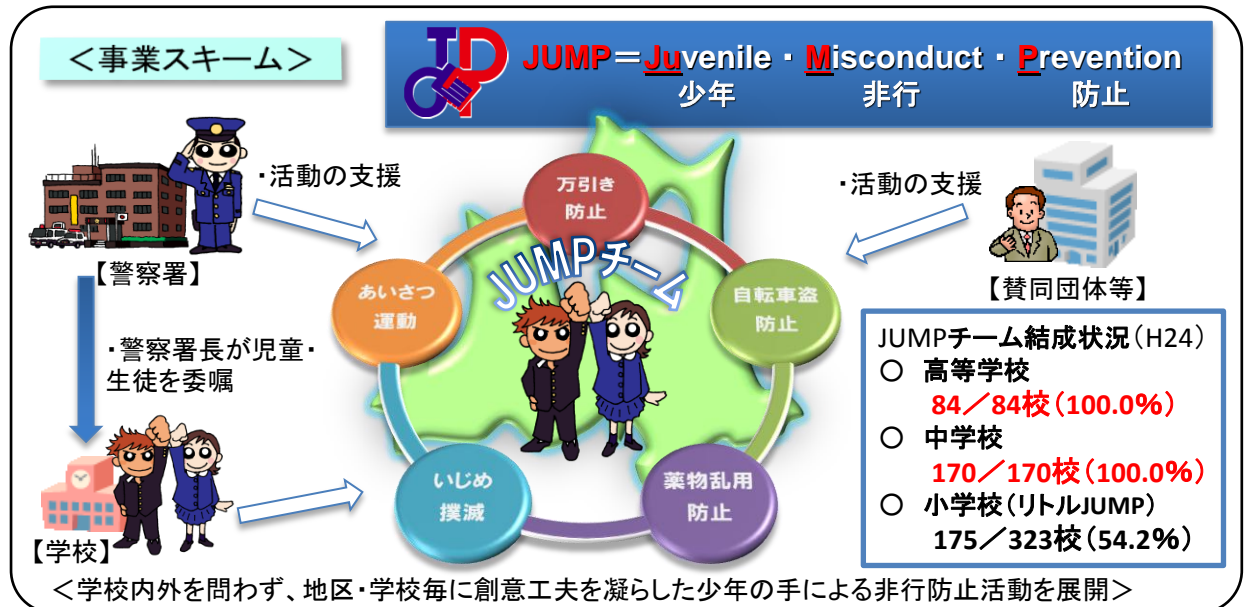 ＜事業スキーム＞
JUMP＝Juvenile・Misconduct・Prevention
少年 非行 防止
・活動の支援
【警察署】
・警察署長が児童・
生徒を委嘱
【学校】
万引き
防止
あいさつ
運動
JUMPチーム
自転車盗
防止
いじめ
撲滅
薬物乱用
防止
・活動の支援
【賛同団体等】
JUMPチーム結成状況（H24）
○ 高等学校
84／84校（100.0％）
○ 中学校
170／170校（100.0％）
○ 小学校（リトルJUMP）
175／323校（54.2％）
＜学校内外を問わず、地区・学校毎に創意工夫を凝らした少年の手による非行防止活動を展開＞